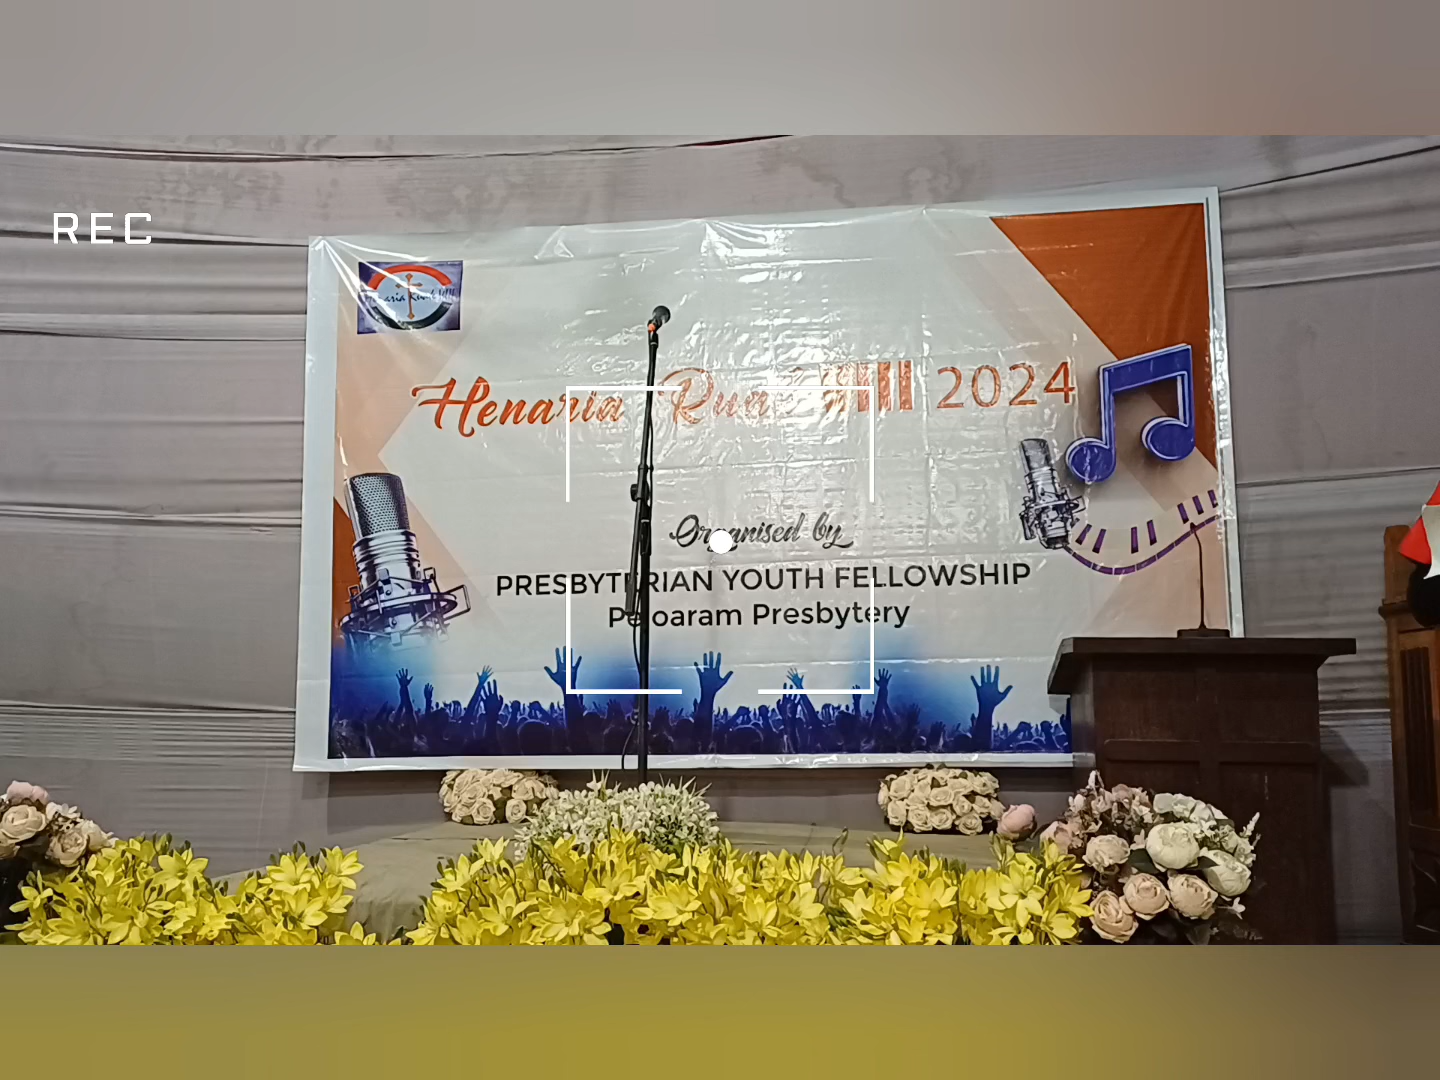 REC
Henaria 2024
Organised by
PRESBYTERIAN YOUTH FELLOWSHIP
Presbytery